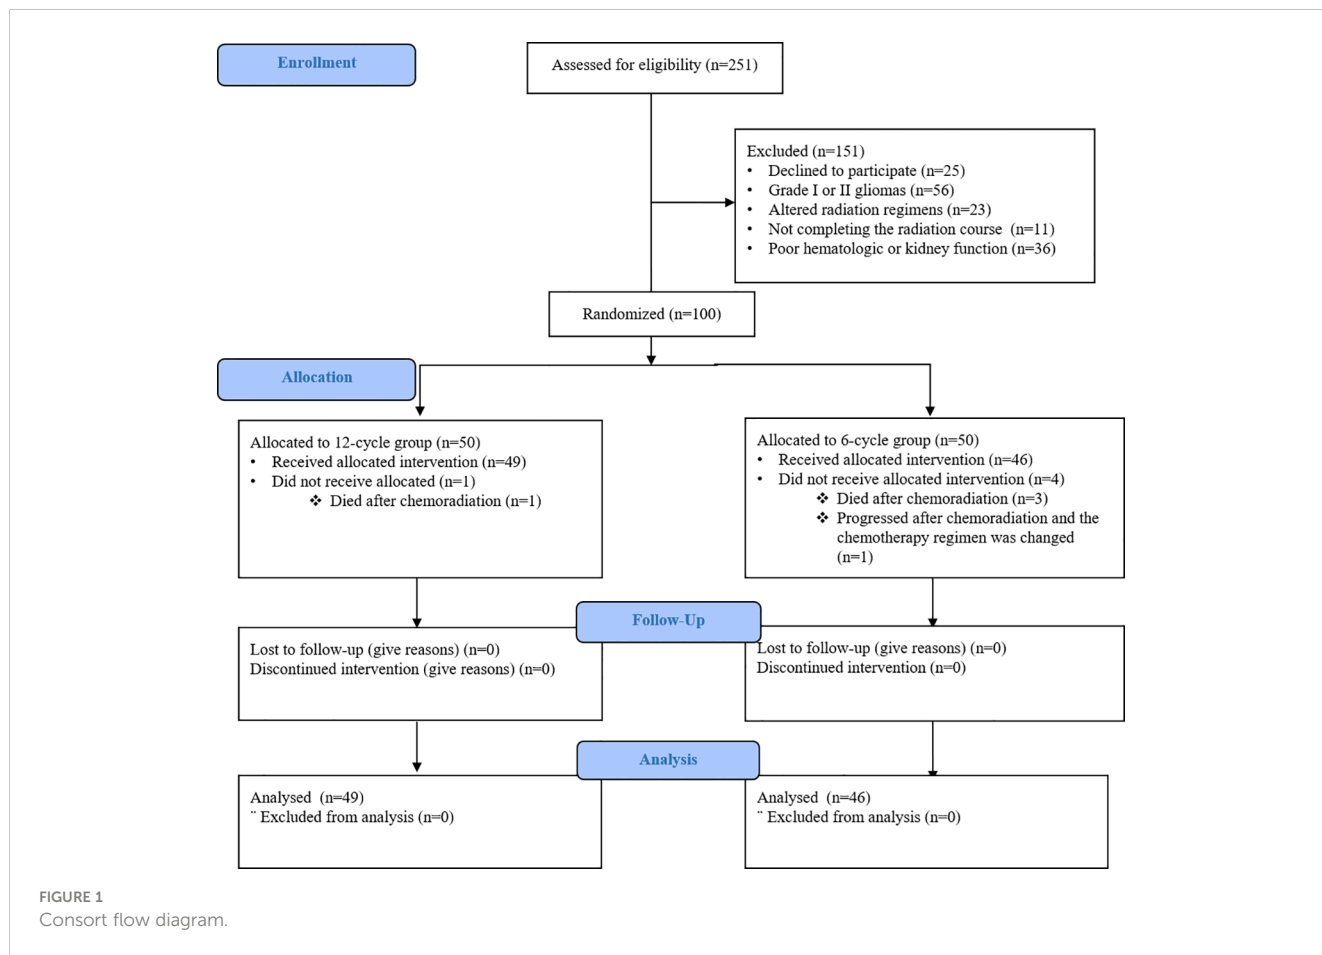 Enrollment
Assessed for eligibility (n=251)
Excluded (n=151)
• Declined to participate (n=25)
• Grade I or II gliomas (n=56)
• Altered radiation regimens (n=23)
• Not completing the radiation course (n=11)
• Poor hematologic or kidney function (n=36)
Randomized (n=100)
Allocation
Allocated to 12-cycle group (n=50)
• Received allocated intervention (n=49)
• Did not receive allocated (n=1)
❖ Died after chemoradiation (n=1)
Allocated to 6-cycle group (n=50)
• Received allocated intervention (n=46)
• Did not receive allocated intervention (n=4)
❖ Died after chemoradiation (n=3)
❖ Progressed after chemoradiation and the
chemotherapy regimen was changed
(n=1)
Follow-Up
Lost to follow-up (give reasons) (n=0)
Discontinued intervention (give reasons) (n=0)
Lost to follow-up (give reasons) (n=0)
Discontinued intervention (n=0)
Analysis
Analysed (n=49)
¨ Excluded from analysis (n=0)
Analysed (n=46)
¨ Excluded from analysis (n=0)
FIGURE 1
Consort flow diagram.